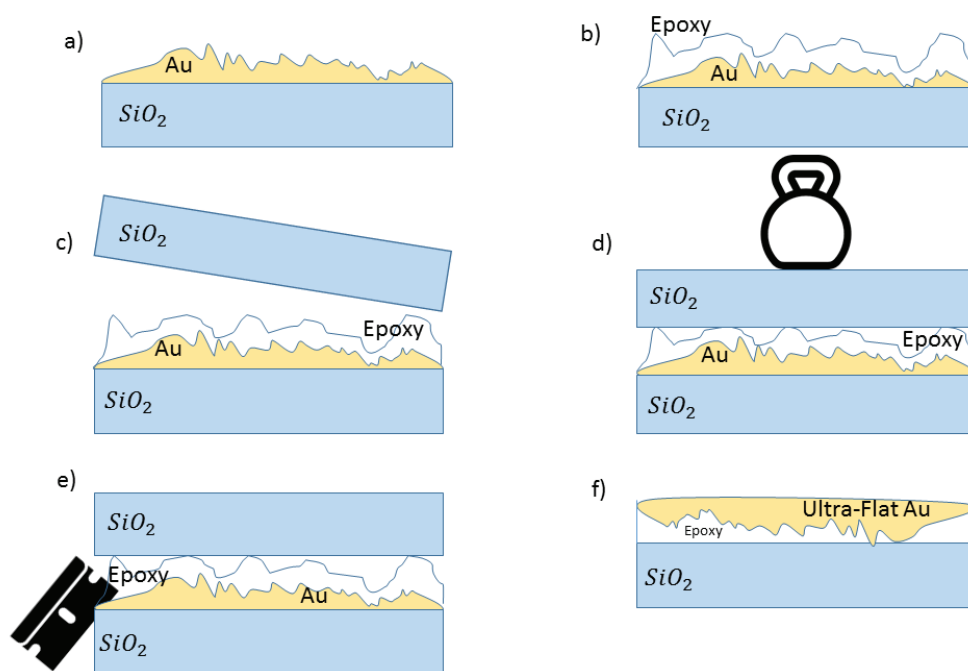 a)
Au
SiO₂
b)
Epoxy
Au
SiO₂
c)
SiO₂
Epoxy
Au
SiO₂
d)
SiO₂
Epoxy
Au
SiO₂
e)
SiO₂
Epoxy
Au
SiO₂
f)
Ultra-Flat Au
Epoxy
SiO₂